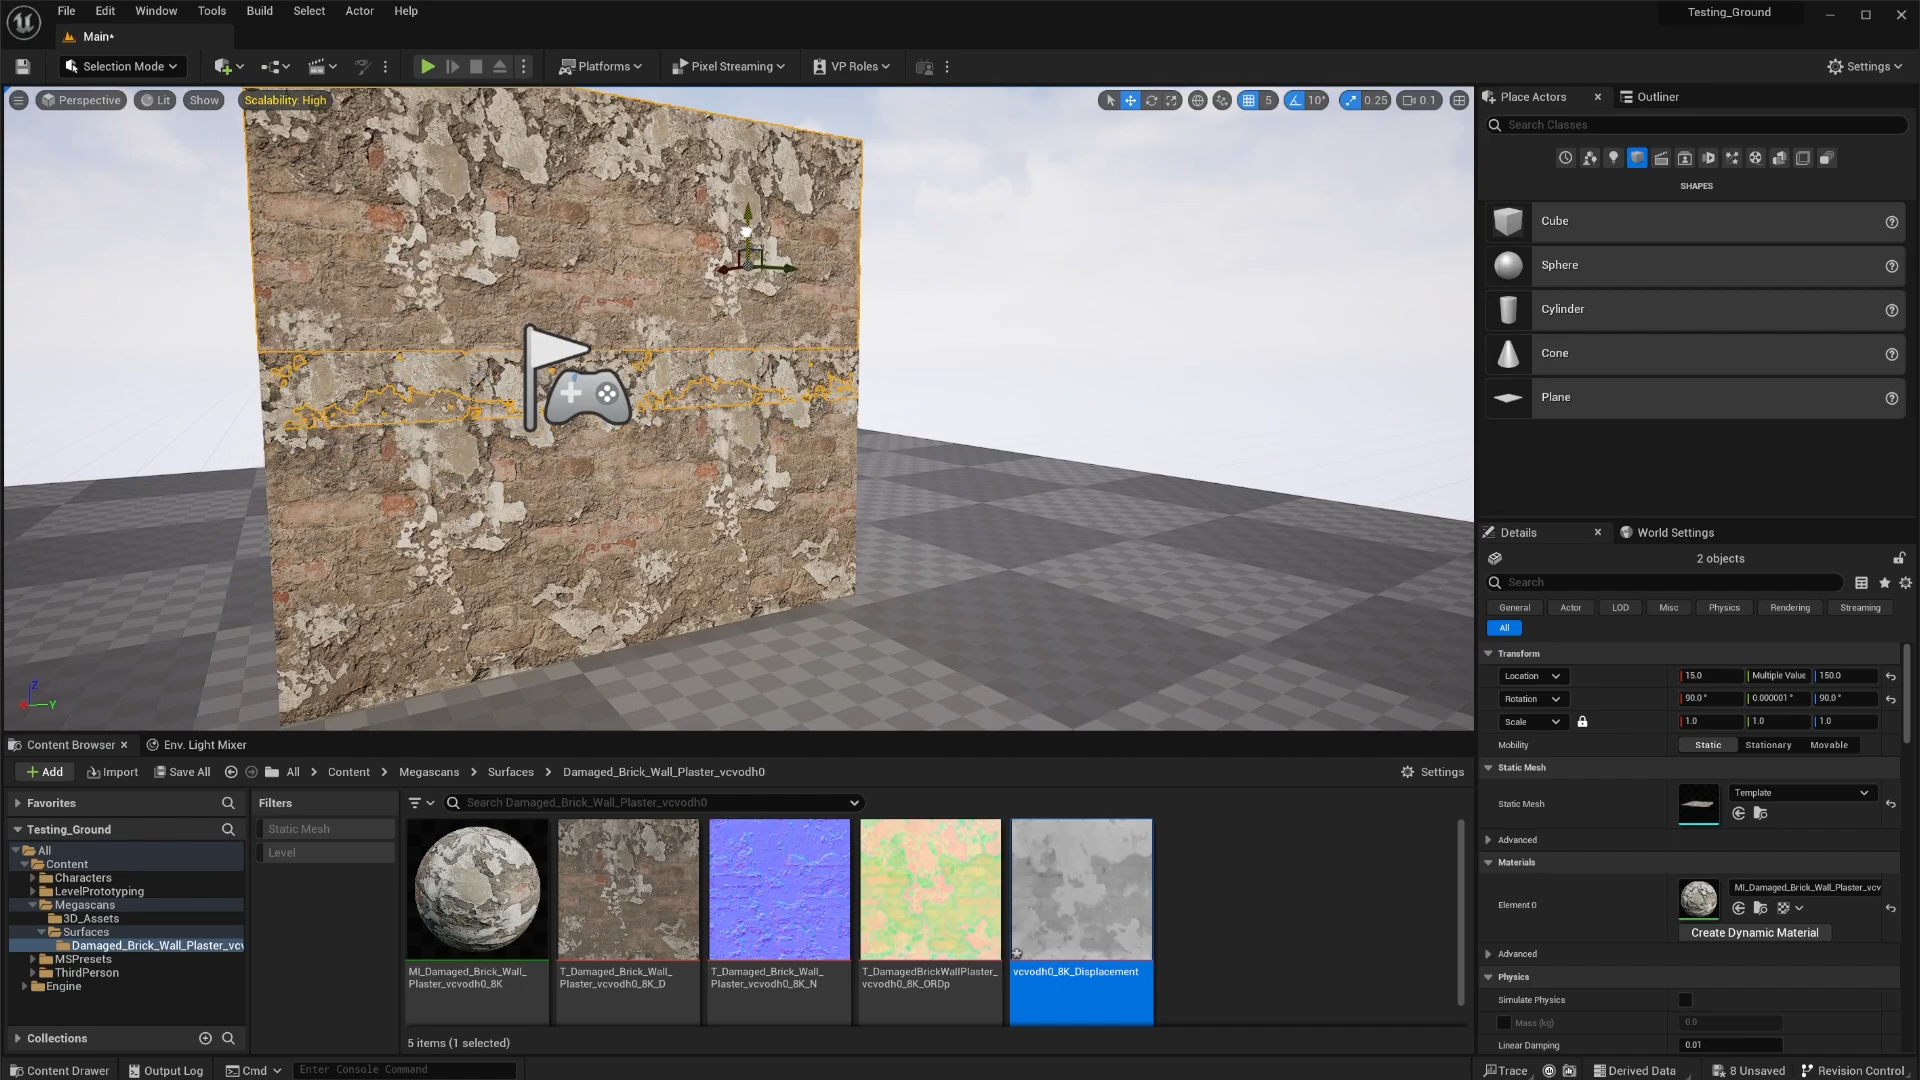 File Edit Window Tools Build Select Actor Help
Testing_Ground
Main*
Selection Mode
Platforms
Pixel Streaming
VP Roles
Settings
Perspective Lit Show Scalability: High
5 10° 0.25 0.1
Z
X
Y
Place Actors
Outliner
Search Classes
SHAPES
Cube
Sphere
Cylinder
Cone
Plane
Details
World Settings
2 objects
Search
General Actor LOD Misc Physics Rendering Streaming
All
Transform
Location 15.0 Multiple Value 150.0
Rotation 90.0° 0.000001° 90.0°
Scale 1.0 1.0 1.0
Mobility Static Stationary Movable
Static Mesh
Static Mesh Template
Advanced
Materials
Element 0 MI_Damaged_Brick_Wall_Plaster_vcv
Create Dynamic Material
Advanced
Physics
Simulate Physics
Mass (kg) 0.0
Linear Damping 0.01
Content Browser
Env. Light Mixer
Add Import Save All All Content Megascans Surfaces Damaged_Brick_Wall_Plaster_vcvodh0 Settings
Favorites
Testing_Ground
All
Content
Characters
LevelPrototyping
Megascans
3D_Assets
Surfaces
Damaged_Brick_Wall_Plaster_vcv
MSPresets
ThirdPerson
Engine
Collections
Filters
Static Mesh
Level
Search Damaged_Brick_Wall_Plaster_vcvodh0
MI_Damaged_Brick_Wall_
Plaster_vcvodh0_8K
T_Damaged_Brick_Wall_
Plaster_vcvodh0_8K_D
T_Damaged_Brick_Wall_
Plaster_vcvodh0_8K_N
T_DamagedBrickWallPlaster_
vcvodh0_8K_ORDp
vcvodh0_8K_Displacement
5 items (1 selected)
Content Drawer Output Log Cmd Enter Console Command
Trace Derived Data 8 Unsaved Revision Control